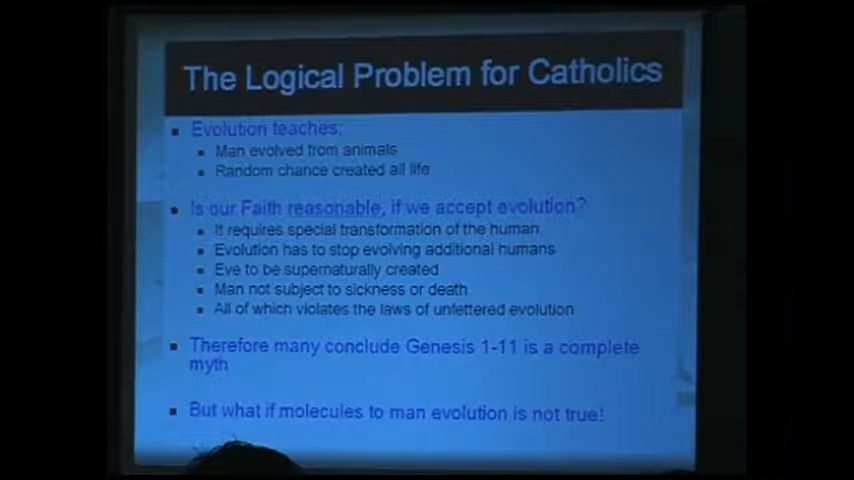 The Logical Problem for Catholics
▪ Evolution teaches:
▪ Man evolved from animals
▪ Random chance created all life
▪ Is our Faith reasonable, if we accept evolution?
▪ It requires special transformation of the human
▪ Evolution has to stop evolving additional humans
▪ Eve to be supernaturally created
▪ Man not subject to sickness or death
▪ All of which violates the laws of unfettered evolution
▪ Therefore many conclude Genesis 1-11 is a complete
myth
▪ But what if molecules to man evolution is not true!